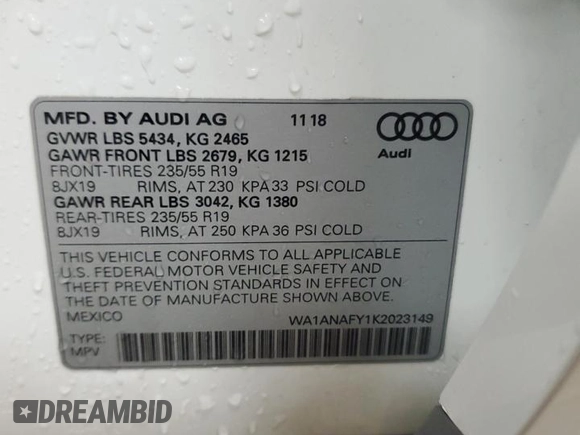 MFD. BY AUDI AG 11 18
GVWR LBS 5434, KG 2465
GAWR FRONT LBS 2679, KG 1215
FRONT-TIRES 235/55 R19
8JX19 RIMS, AT 230 KPA 33 PSI COLD
GAWR REAR LBS 3042, KG 1380
REAR-TIRES 235/55 R19
8JX19 RIMS, AT 250 KPA 36 PSI COLD
Audi
THIS VEHICLE CONFORMS TO ALL APPLICABLE
U.S. FEDERAL MOTOR VEHICLE SAFETY AND
THEFT PREVENTION STANDARDS IN EFFECT ON
THE DATE OF MANUFACTURE SHOWN ABOVE.
MEXICO WA1ANAFY1K2023149
TYPE:
MPV
DREAMBID